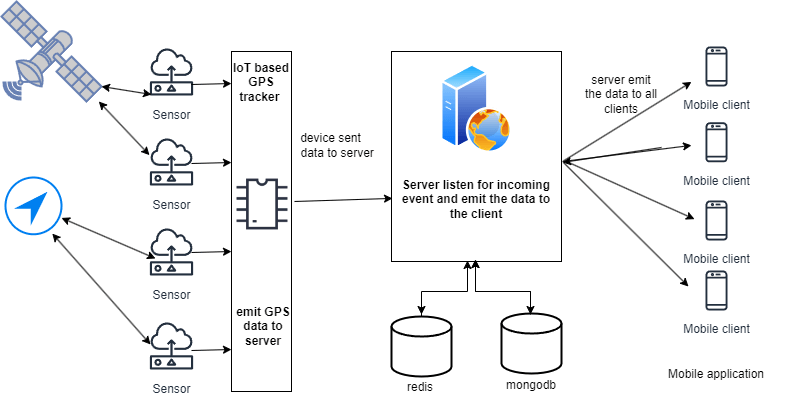 IoT based
GPS
tracker
emit GPS
data to
server
Sensor
Sensor
Sensor
Sensor
device sent
data to server
Server listen for incoming
event and emit the data to
the client
redis
mongodb
server emit
the data to all
clients
Mobile client
Mobile client
Mobile client
Mobile client
Mobile application